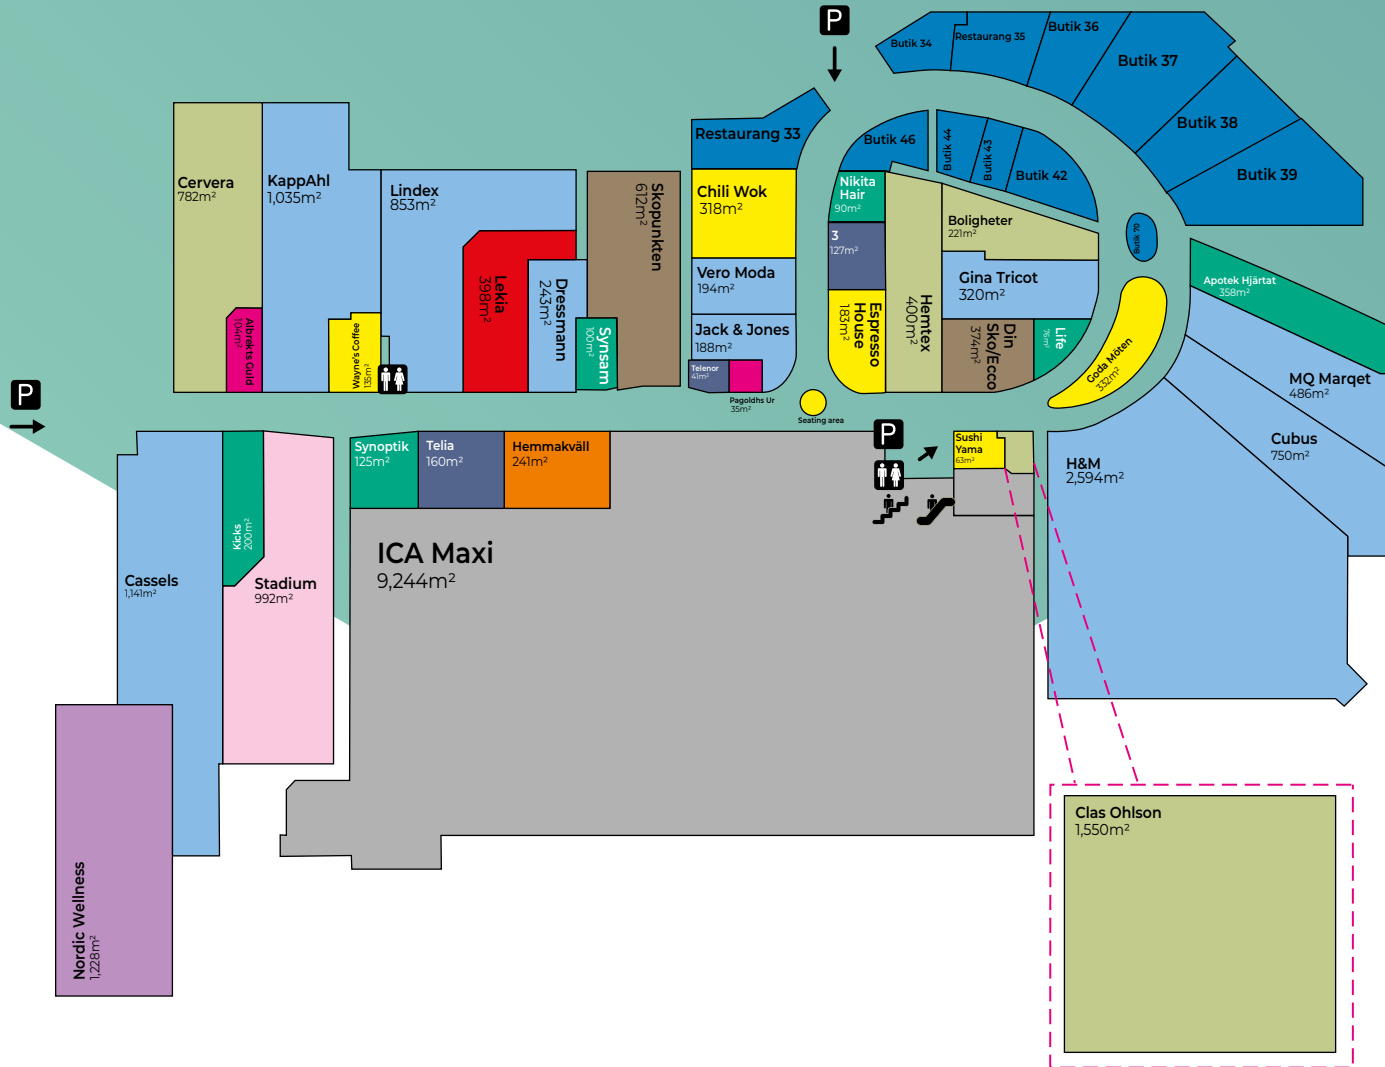 P
Butik 34
Restaurang 35
Butik 36
Butik 37
Butik 38
Butik 39
Restaurang 33
Butik 46
Butik 44
Butik 43
Butik 42
Butik 70
Cervera
782m²
KappAhl
1,035m²
Lindex
853m²
Skopunkten
612m²
Chili Wok
318m²
Nikita
Hair
90m²
3
127m²
Boligheter
221m²
Gina Tricot
320m²
Hemtex
400m²
Espresso
House
183m²
Din
Sko/Ecco
374m²
Life
76m²
Goda Möten
332m²
Apotek Hjärtat
358m²
MQ Marqet
486m²
Cubus
750m²
H&M
2,594m²
Vero Moda
194m²
Jack & Jones
188m²
Telenor
41m²
Pagoldhs Ur
35m²
Seating area
Lekia
398m²
Dressmann
243m²
Synsam
100m²
Albrekts Guld
104m²
Wayne's Coffee
135m²
P
P
Sushi
Yama
63m²
Synoptik
125m²
Telia
160m²
Hemmakväll
241m²
ICA Maxi
9,244m²
Kicks
200m²
Stadium
992m²
Cassels
1,141m²
Nordic Wellness
1,228m²
Clas Ohlson
1,550m²